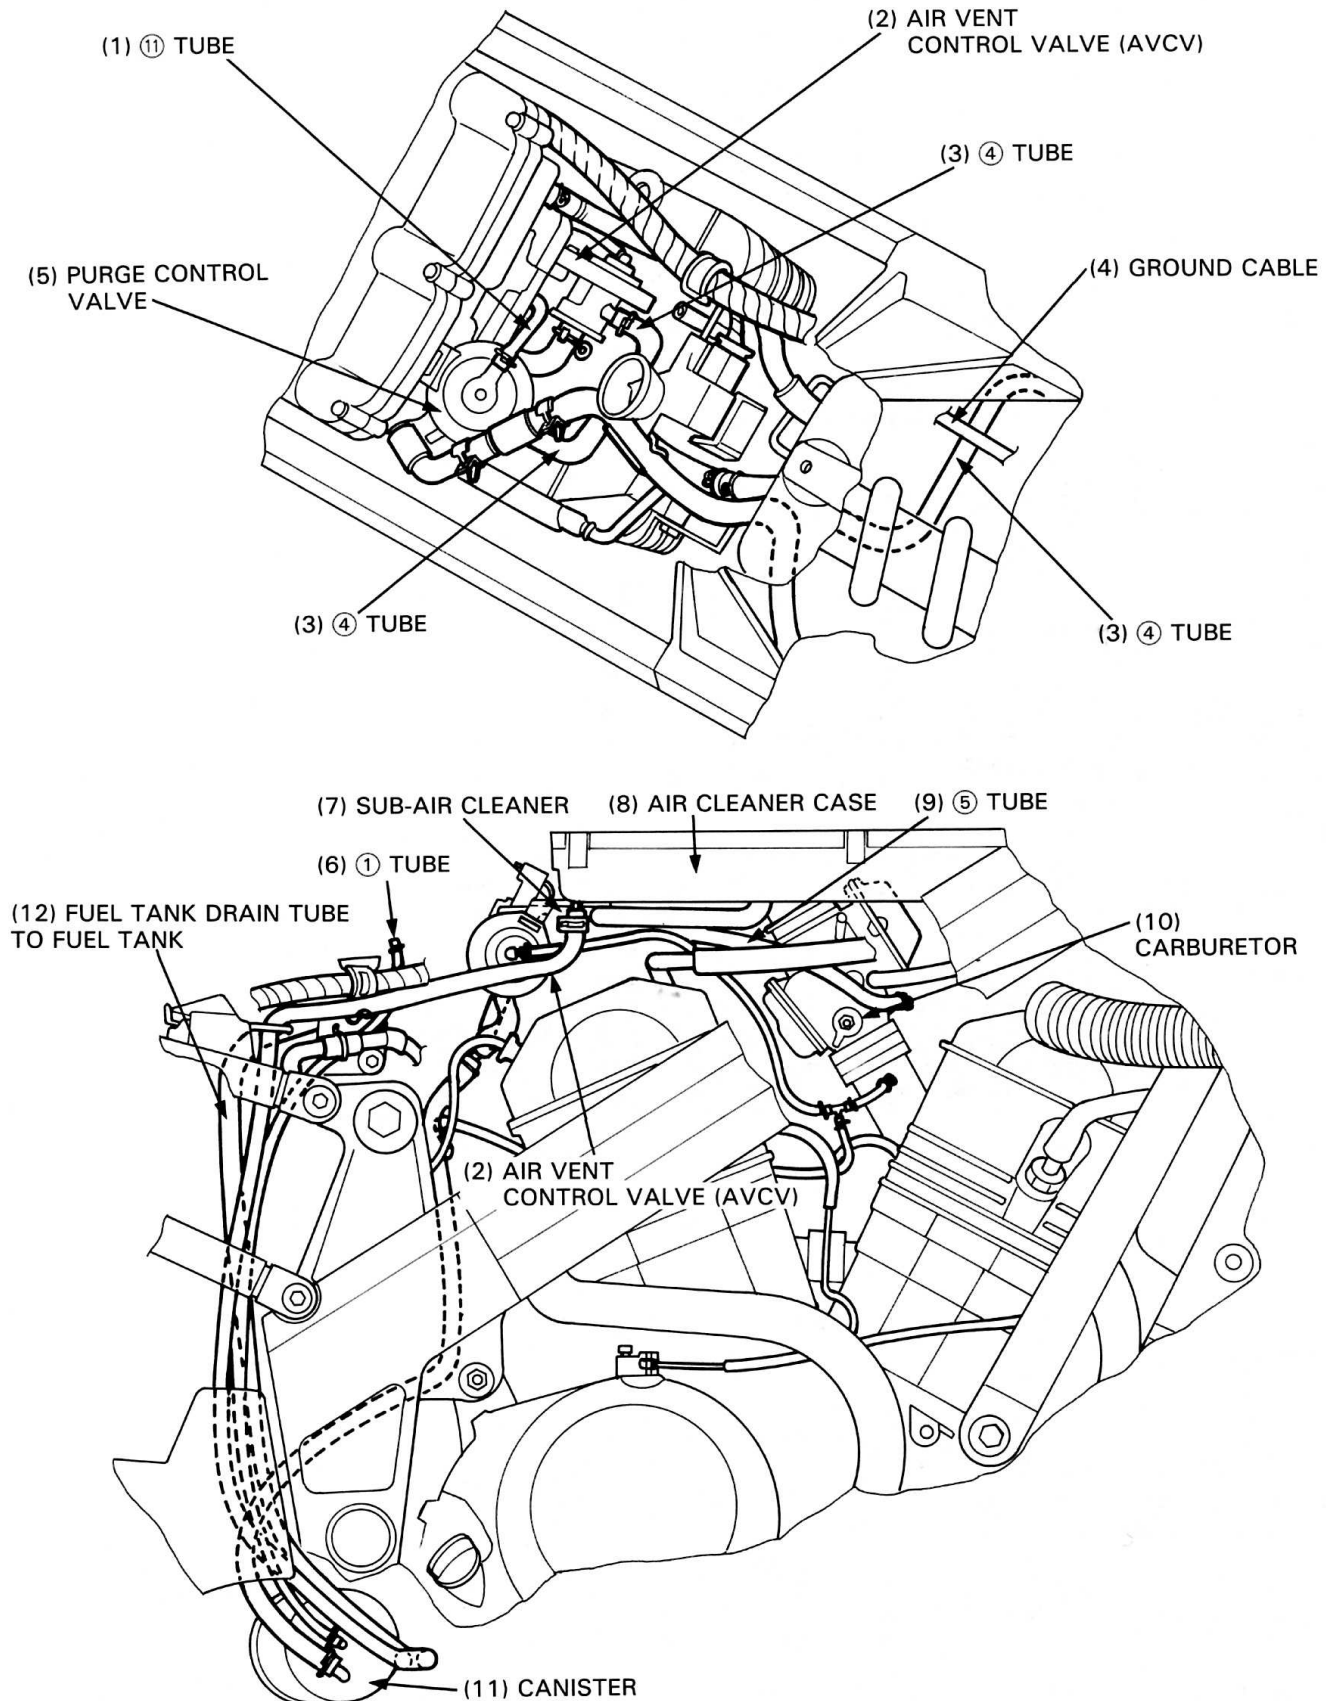 (2) AIR VENT
CONTROL VALVE (AVCV)
(1) ⑪ TUBE
(3) ④ TUBE
(5) PURGE CONTROL
VALVE
(4) GROUND CABLE
(3) ④ TUBE
(3) ④ TUBE
(7) SUB-AIR CLEANER
(8) AIR CLEANER CASE
(9) ⑤ TUBE
(6) ① TUBE
(12) FUEL TANK DRAIN TUBE
TO FUEL TANK
(10)
CARBURETOR
(2) AIR VENT
CONTROL VALVE (AVCV)
(11) CANISTER